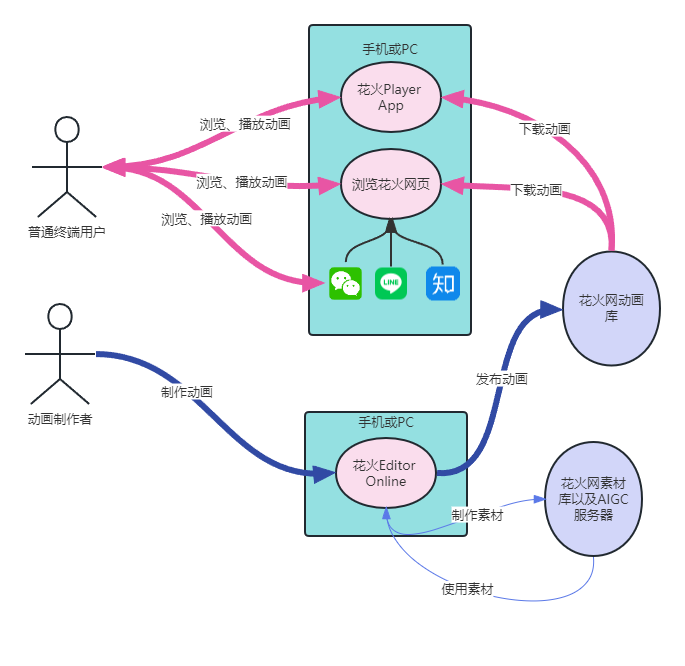 手机或PC
花火Player
App
浏览、播放动画
下载动画
浏览花火网页
浏览、播放动画
下载动画
浏览、播放动画
普通终端用户
LINE
知
花火网动画
库
发布动画
制作动画
动画制作者
手机或PC
花火Editor
Online
花火网素材
库以及AIGC
服务器
制作素材
使用素材